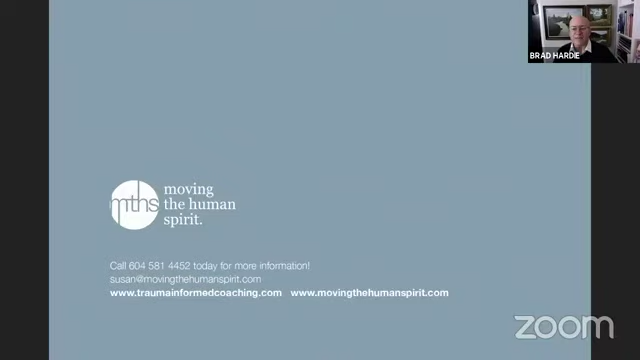 BRAD HARDIE
mths
moving
the human
spirit.
Call 604 581 4452 today for more information!
susan@movingthehumanspirit.com
www.traumainformedcoaching.com www.movingthehumanspirit.com
zoom